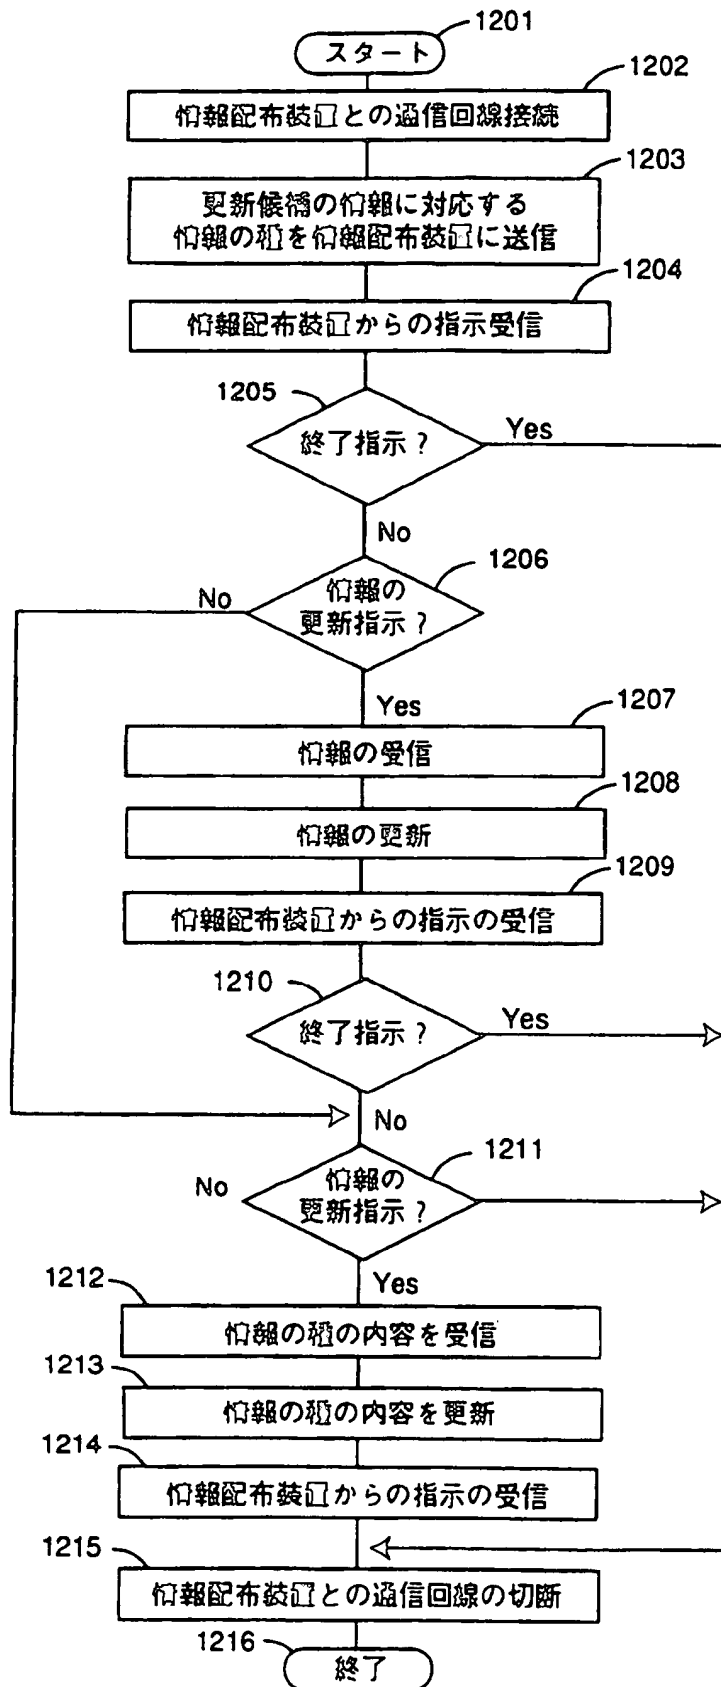 1201
スタート
1202
情報配布装置との通信回線接続
1203
更新候補の情報に対応する
情報の種を情報配布装置に送信
1204
情報配布装置からの指示受信
1205
終了指示？
Yes
No
1206
情報の
更新指示？
No
Yes
1207
情報の受信
1208
情報の更新
1209
情報配布装置からの指示の受信
1210
終了指示？
Yes
No
1211
情報の
更新指示？
No
Yes
1212
情報の種の内容を受信
1213
情報の種の内容を更新
1214
情報配布装置からの指示の受信
1215
情報配布装置との通信回線の切断
1216
終了